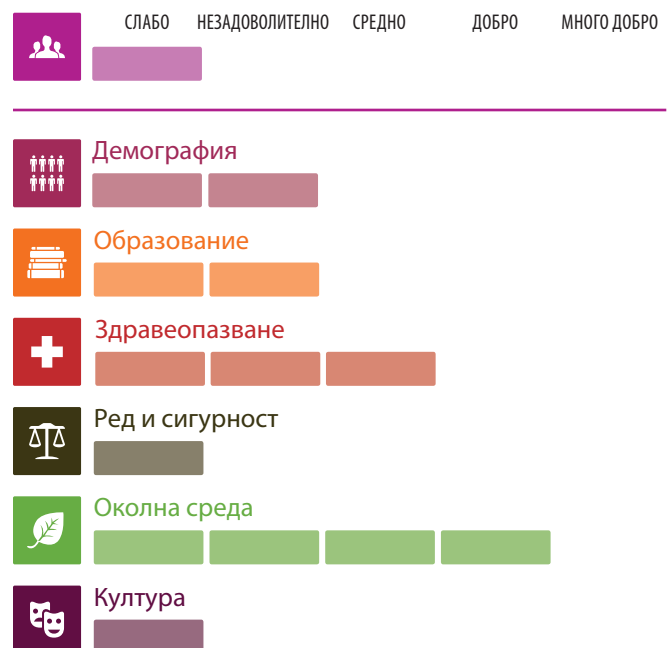 СЛАБО НЕЗАДОВОЛИТЕЛНО СРЕДНО ДОБРО МНОГО ДОБРО
Демография
Образование
Здравеопазване
Ред и сигурност
Околна среда
Култура